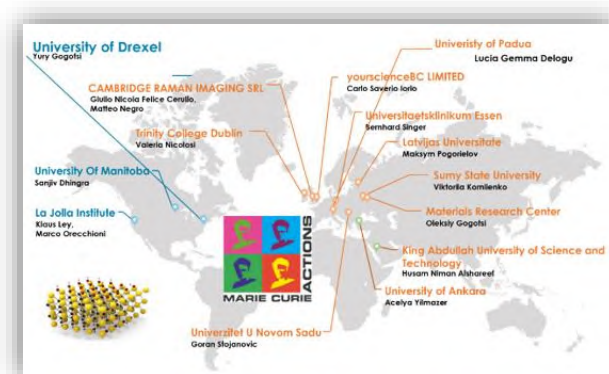 University of Drexel
Yury Gogotsi
CAMBRIDGE RAMAN IMAGING SRL
Giulio Nicola Felice Cerullo,
Matteo Negro
Trinity College Dublin
Valeria Nicolosi
University Of Manitoba
Sanjiv Dhingra
La Jolla Institute
Klaus Ley,
Marco Orecchioni
Univeristy of Padua
Lucia Gemma Delogu
yourscienceBC LIMITED
Carlo Saverio Iorio
Universitaetsklinikum Essen
Bernhard Singer
Latvijas Universitate
Maksym Pogorielov
Sumy State University
Viktoriia Korniienko
Materials Research Center
Oleksiy Gogotsi
King Abdullah University of Science and
Technology
Husam Niman Alshareef
University of Ankara
Acelya Yilmazer
Univerzitet U Novom Sadu
Goran Stojanovic
MARIE CURIE
ACTIONS